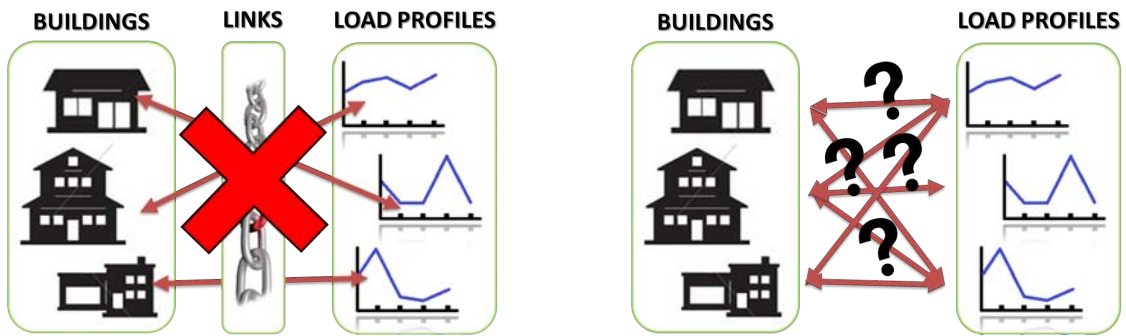 BUILDINGS
LINKS
LOAD PROFILES
BUILDINGS
LOAD PROFILES
?
?
?
?